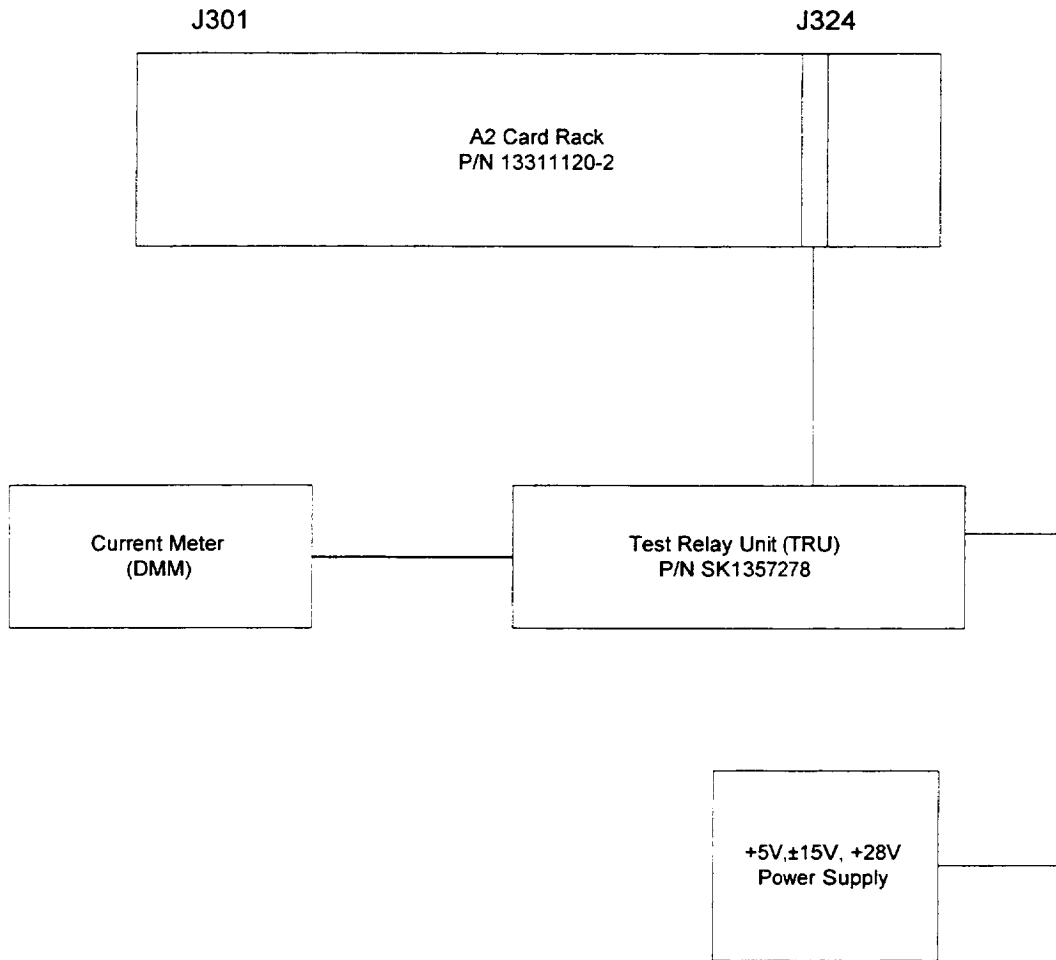 J301
J324
A2 Card Rack
P/N 13311120-2
Current Meter
(DMM)
Test Relay Unit (TRU)
P/N SK1357278
+5V,±15V, +28V
Power Supply